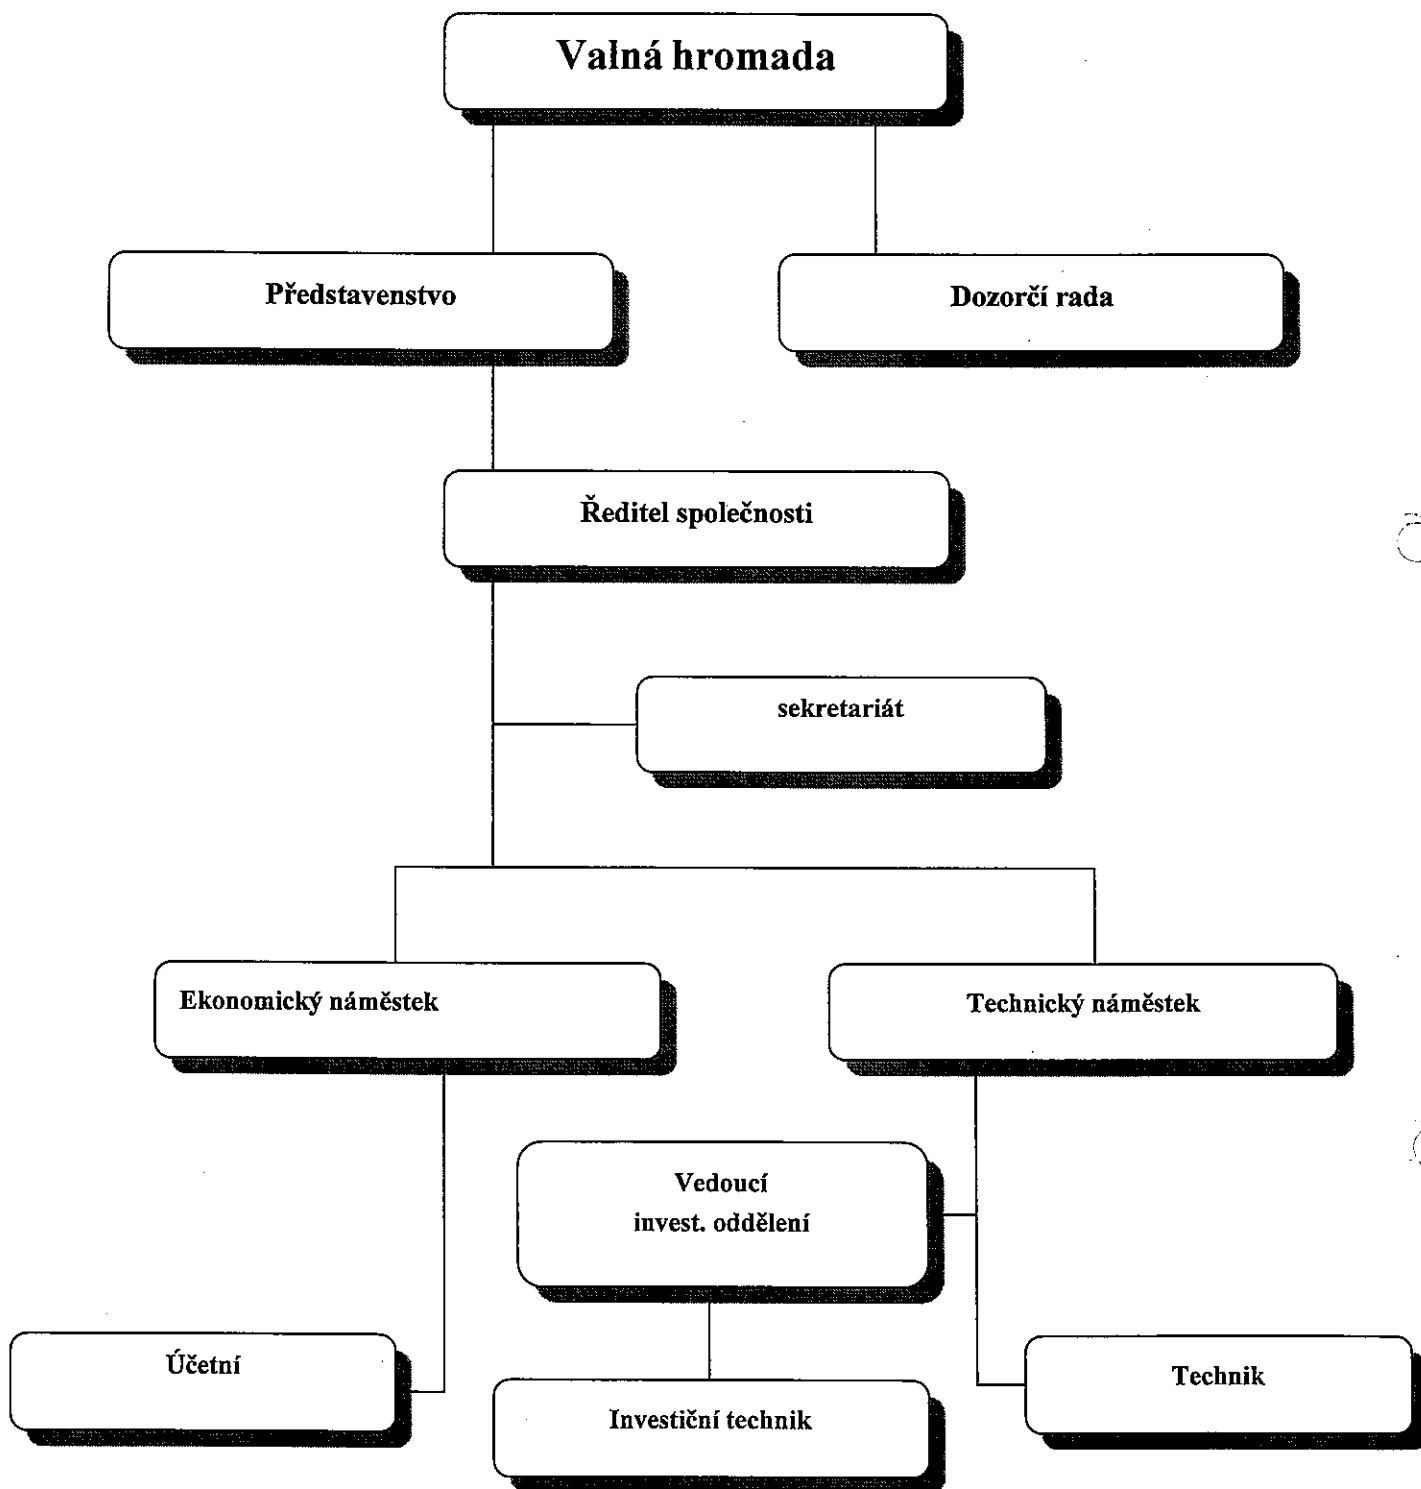 Valná hromada
Představenstvo
Dozorčí rada
Ředitel společnosti
sekretariát
Ekonomický náměstek
Technický náměstek
Vedoucí
invest. oddělení
Účetní
Technik
Investiční technik